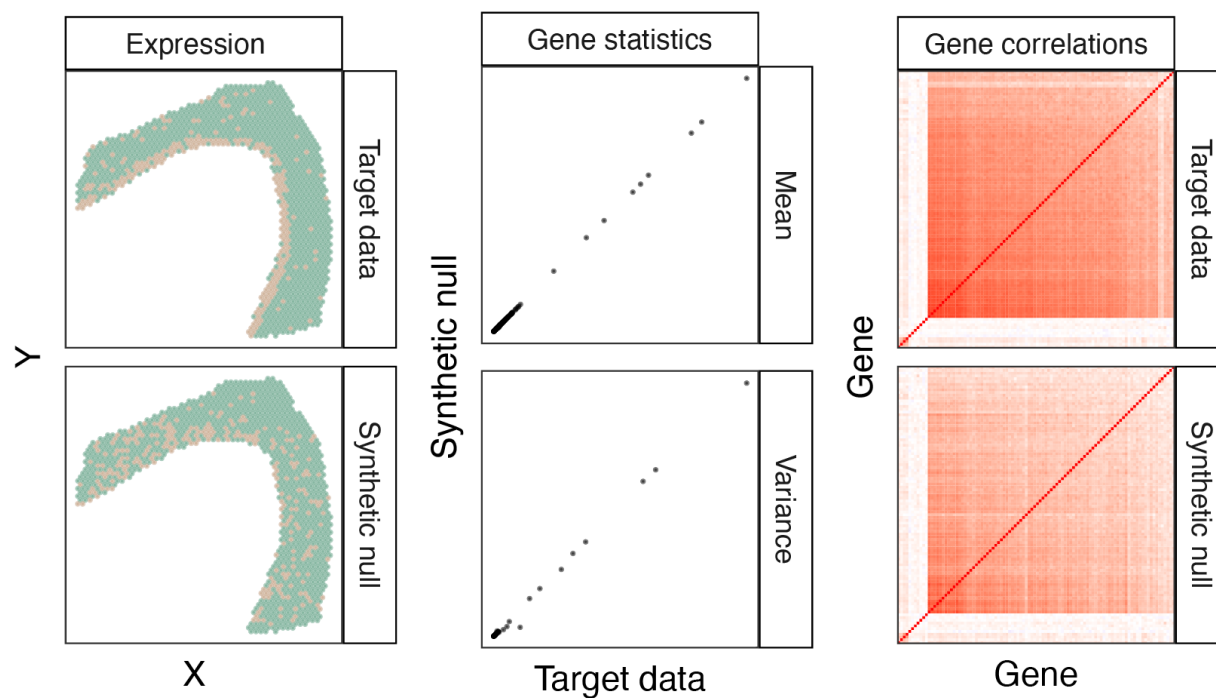 Expression
Target data
Synthetic null
Y
X
Gene statistics
Mean
Variance
Synthetic null
Target data
Gene correlations
Target data
Synthetic null
Gene
Gene